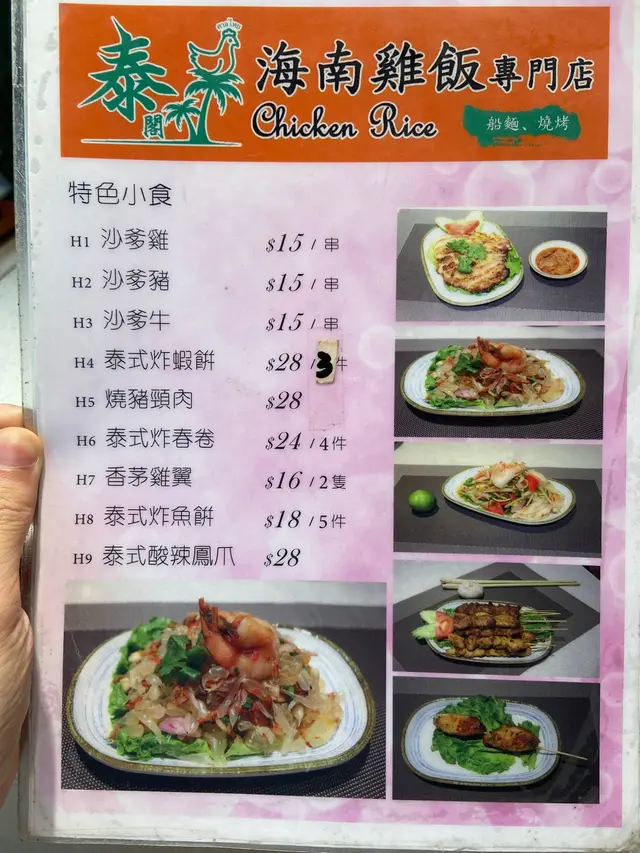 泰閣
海南雞飯專門店
Chicken Rice
船麵、燒烤
特色小食
H1 沙爹雞 $15 / 串
H2 沙爹豬 $15 / 串
H3 沙爹牛 $15 / 串
H4 泰式炸蝦餅 $28 / 3件
H5 燒豬頸肉 $28
H6 泰式炸春卷 $24 / 4件
H7 香茅雞翼 $16 / 2隻
H8 泰式炸魚餅 $18 / 5件
H9 泰式酸辣鳳爪 $28